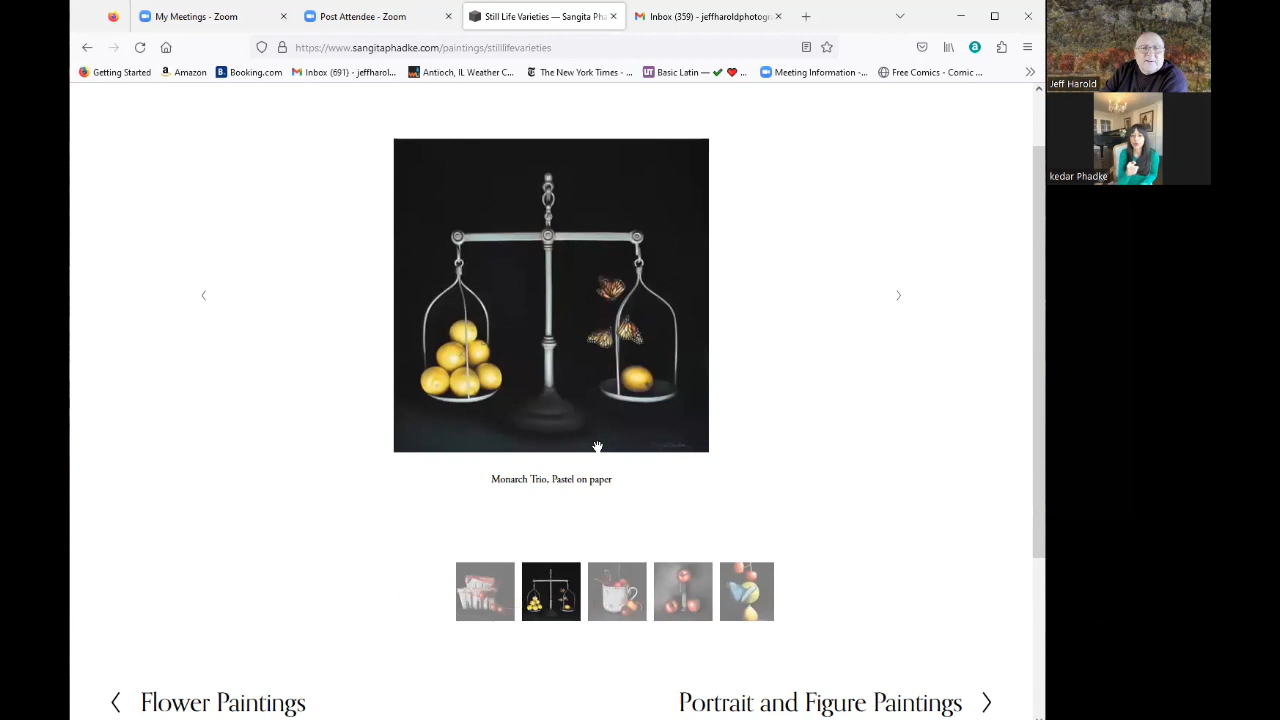 My Meetings - Zoom
Post Attendee - Zoom
Still Life Varieties — Sangita Pha
Inbox (359) - jeffharoldphotogr
https://www.sangitaphadke.com/paintings/stilllifevarieties
Getting Started
Amazon
Booking.com
Inbox (691) - jeffharol...
Antioch, IL Weather C...
The New York Times - ...
Basic Latin — ✔ ❤ ...
Meeting Information -...
Free Comics - Comic ...
Jeff Harold
kedar Phadke
Monarch Trio, Pastel on paper
Flower Paintings
Portrait and Figure Paintings